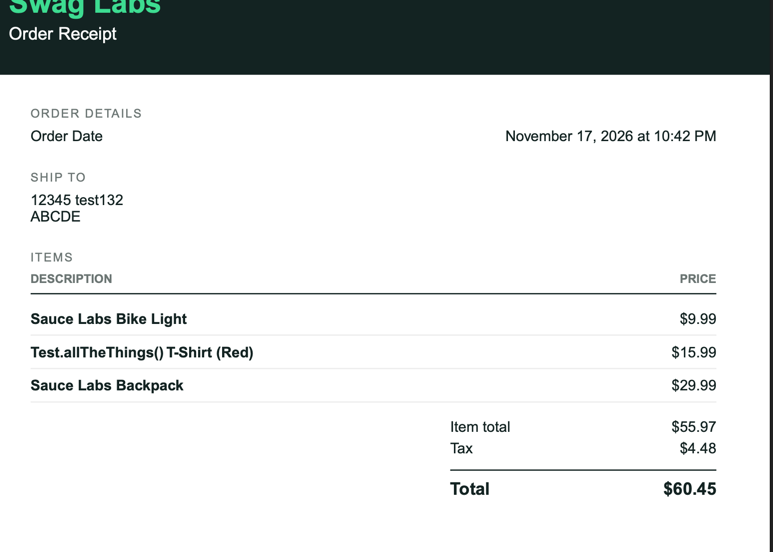 Swag Labs
Order Receipt
ORDER DETAILS
Order Date November 17, 2026 at 10:42 PM
SHIP TO
12345 test132
ABCDE
ITEMS
DESCRIPTION PRICE
Sauce Labs Bike Light $9.99
Test.allTheThings() T-Shirt (Red) $15.99
Sauce Labs Backpack $29.99
Item total $55.97
Tax $4.48
Total $60.45